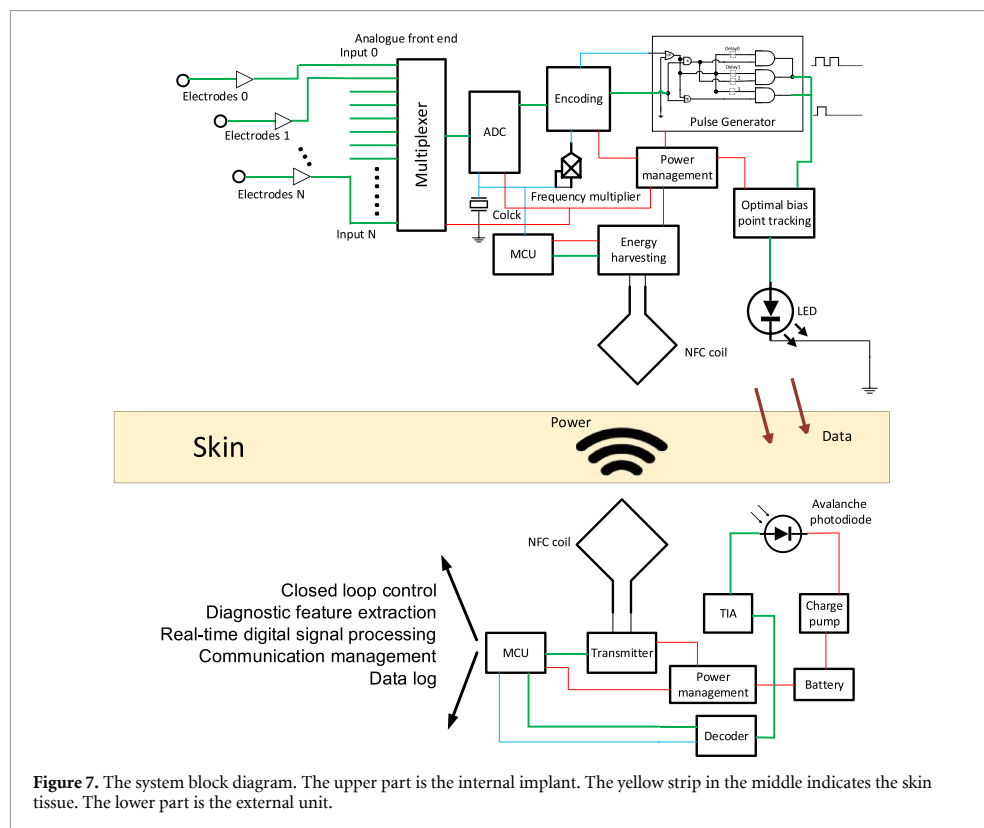 Analogue front end
Input 0
Electrodes 0
Electrodes 1
Electrodes N
Input N
Multiplexer
ADC
Encoding
Delay0
Delay1
Pulse Generator
Power
management
Frequency multiplier
Colck
MCU
Energy
harvesting
Optimal bias
point tracking
LED
NFC coil
Skin
Power
Data
NFC coil
Avalanche
photodiode
Closed loop control
Diagnostic feature extraction
Real-time digital signal processing
Communication management
Data log
MCU
Transmitter
TIA
Charge
pump
Power
management
Battery
Decoder
Figure 7. The system block diagram. The upper part is the internal implant. The yellow strip in the middle indicates the skin
tissue. The lower part is the external unit.